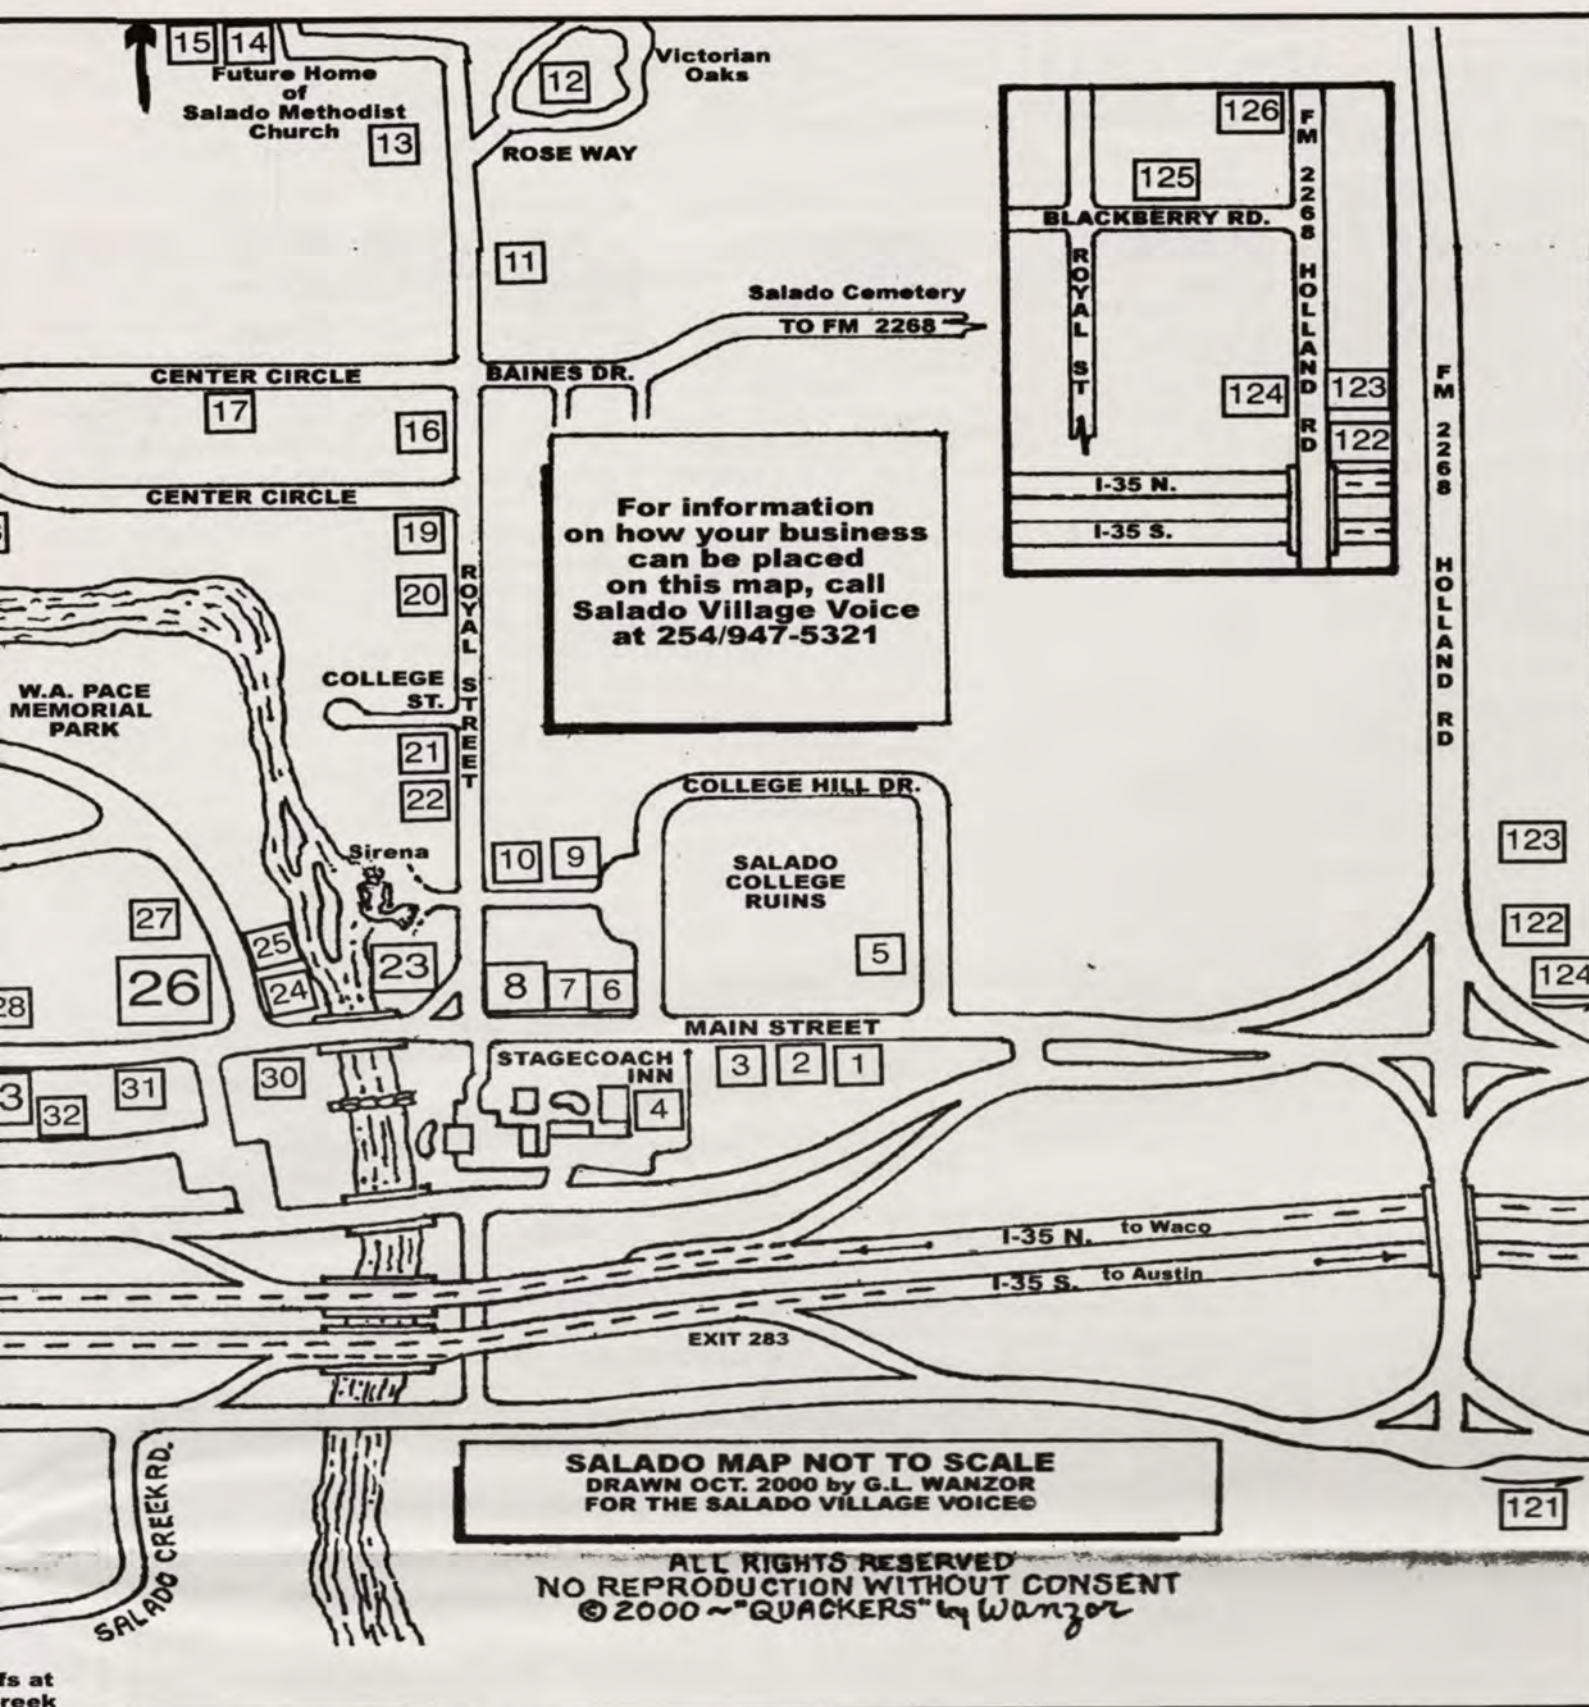 15
14
Future Home
of
Salado Methodist
Church
13
12
Victorian
Oaks
ROSE WAY
11
Salado Cemetery
TO FM 2268
CENTER CIRCLE
BAINES DR.
17
16
CENTER CIRCLE
19
20
ROYAL STREET
For information
on how your business
can be placed
on this map, call
Salado Village Voice
at 254/947-5321
126
FM 2268 HOLLAND RD
125
BLACKBERRY RD.
ROYAL ST
124
123
122
I-35 N.
I-35 S.
FM 2268 HOLLAND RD
W.A. PACE
MEMORIAL
PARK
COLLEGE
ST.
21
22
COLLEGE HILL DR.
Sirena
10
9
SALADO
COLLEGE
RUINS
5
123
122
124
27
25
24
23
26
28
8
7
6
MAIN STREET
STAGECOACH
INN
3
2
1
4
30
31
3
32
I-35 N.
to Waco
I-35 S.
to Austin
EXIT 283
SALADO CREEK RD.
SALADO MAP NOT TO SCALE
DRAWN OCT. 2000 by G.L. WANZOR
FOR THE SALADO VILLAGE VOICE©
121
ALL RIGHTS RESERVED
NO REPRODUCTION WITHOUT CONSENT
© 2000 ~ "QUACKERS" by Wanzor
fs at
reek